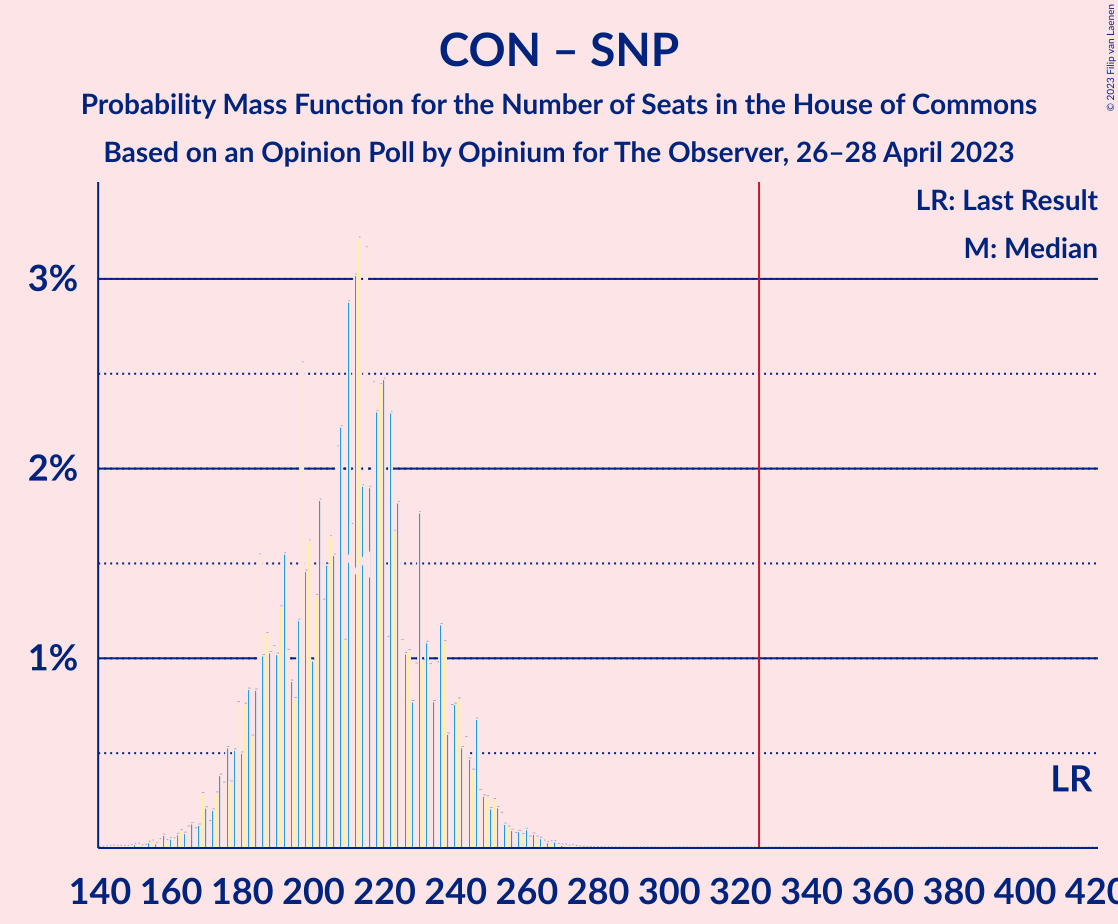 CON – SNP
Probability Mass Function for the Number of Seats in the House of Commons
Based on an Opinion Poll by Opinium for The Observer, 26–28 April 2023
© 2023 Filip van Laenen
LR: Last Result
M: Median
3%
2%
1%
LR
140 160 180 200 220 240 260 280 300 320 340 360 380 400 420